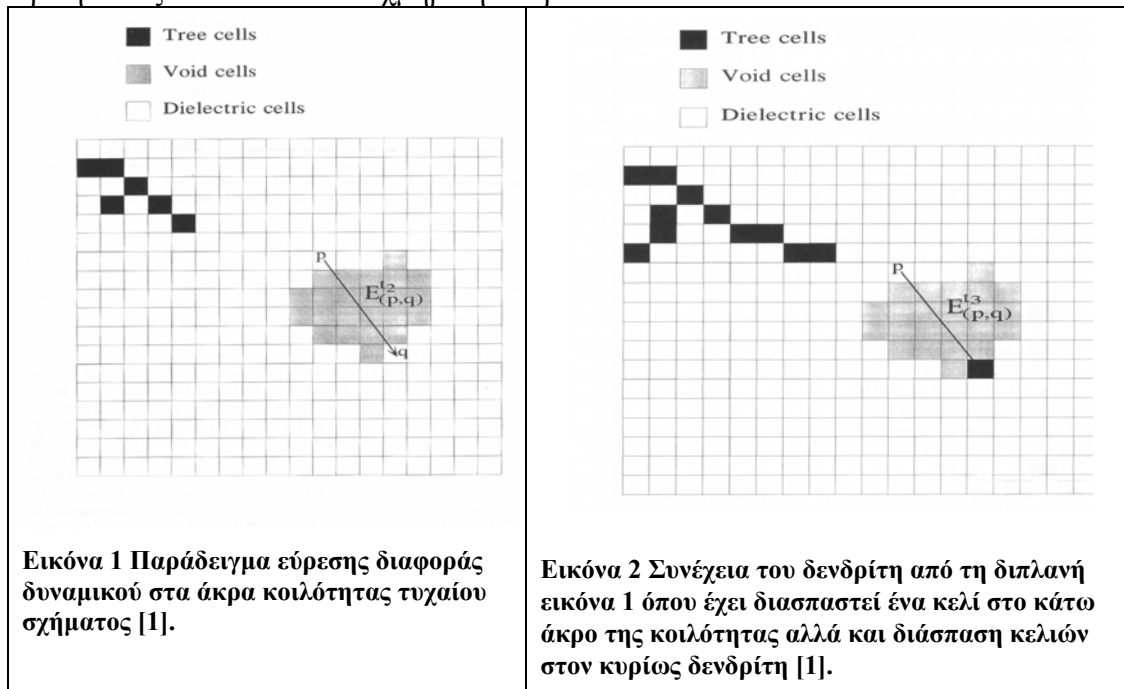 Tree cells
Void cells
Dielectric cells
p
E^{t_2}_{(p,q)}
q
Εικόνα 1 Παράδειγμα εύρεσης διαφοράς
δυναμικού στα άκρα κοιλότητας τυχαίου
σχήματος [1].
Tree cells
Void cells
Dielectric cells
p
E^{t_3}_{(p,q)}
Εικόνα 2 Συνέχεια του δενδρίτη από τη διπλανή
εικόνα 1 όπου έχει διασπαστεί ένα κελί στο κάτω
άκρο της κοιλότητας αλλά και διάσπαση κελιών
στον κυρίως δενδρίτη [1].